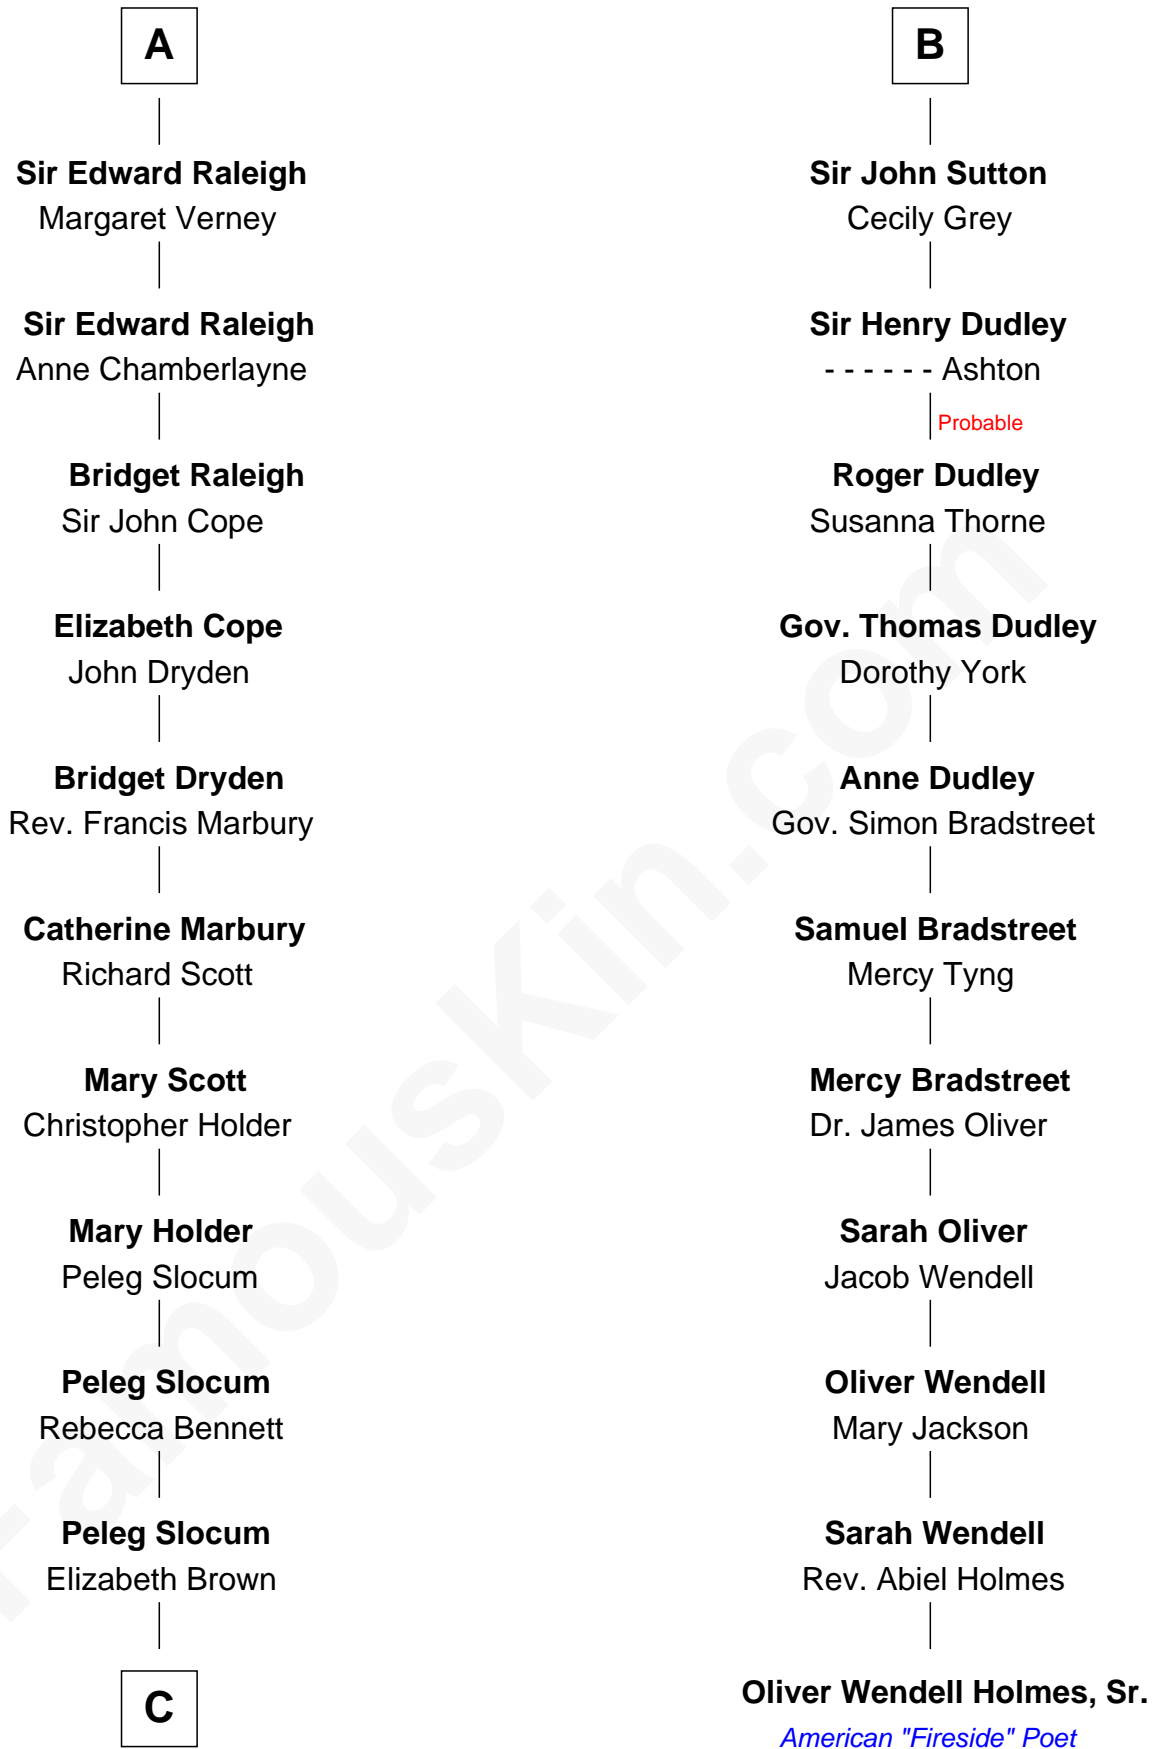 A
Sir Edward Raleigh
Margaret Verney
Sir Edward Raleigh
Anne Chamberlayne
Bridget Raleigh
Sir John Cope
Elizabeth Cope
John Dryden
Bridget Dryden
Rev. Francis Marbury
Catherine Marbury
Richard Scott
Mary Scott
Christopher Holder
Mary Holder
Peleg Slocum
Peleg Slocum
Rebecca Bennett
Peleg Slocum
Elizabeth Brown
C
B
Sir John Sutton
Cecily Grey
Sir Henry Dudley
- - - - - - Ashton
Probable
Roger Dudley
Susanna Thorne
Gov. Thomas Dudley
Dorothy York
Anne Dudley
Gov. Simon Bradstreet
Samuel Bradstreet
Mercy Tyng
Mercy Bradstreet
Dr. James Oliver
Sarah Oliver
Jacob Wendell
Oliver Wendell
Mary Jackson
Sarah Wendell
Rev. Abiel Holmes
Oliver Wendell Holmes, Sr.
American "Fireside" Poet
FamousKin.com